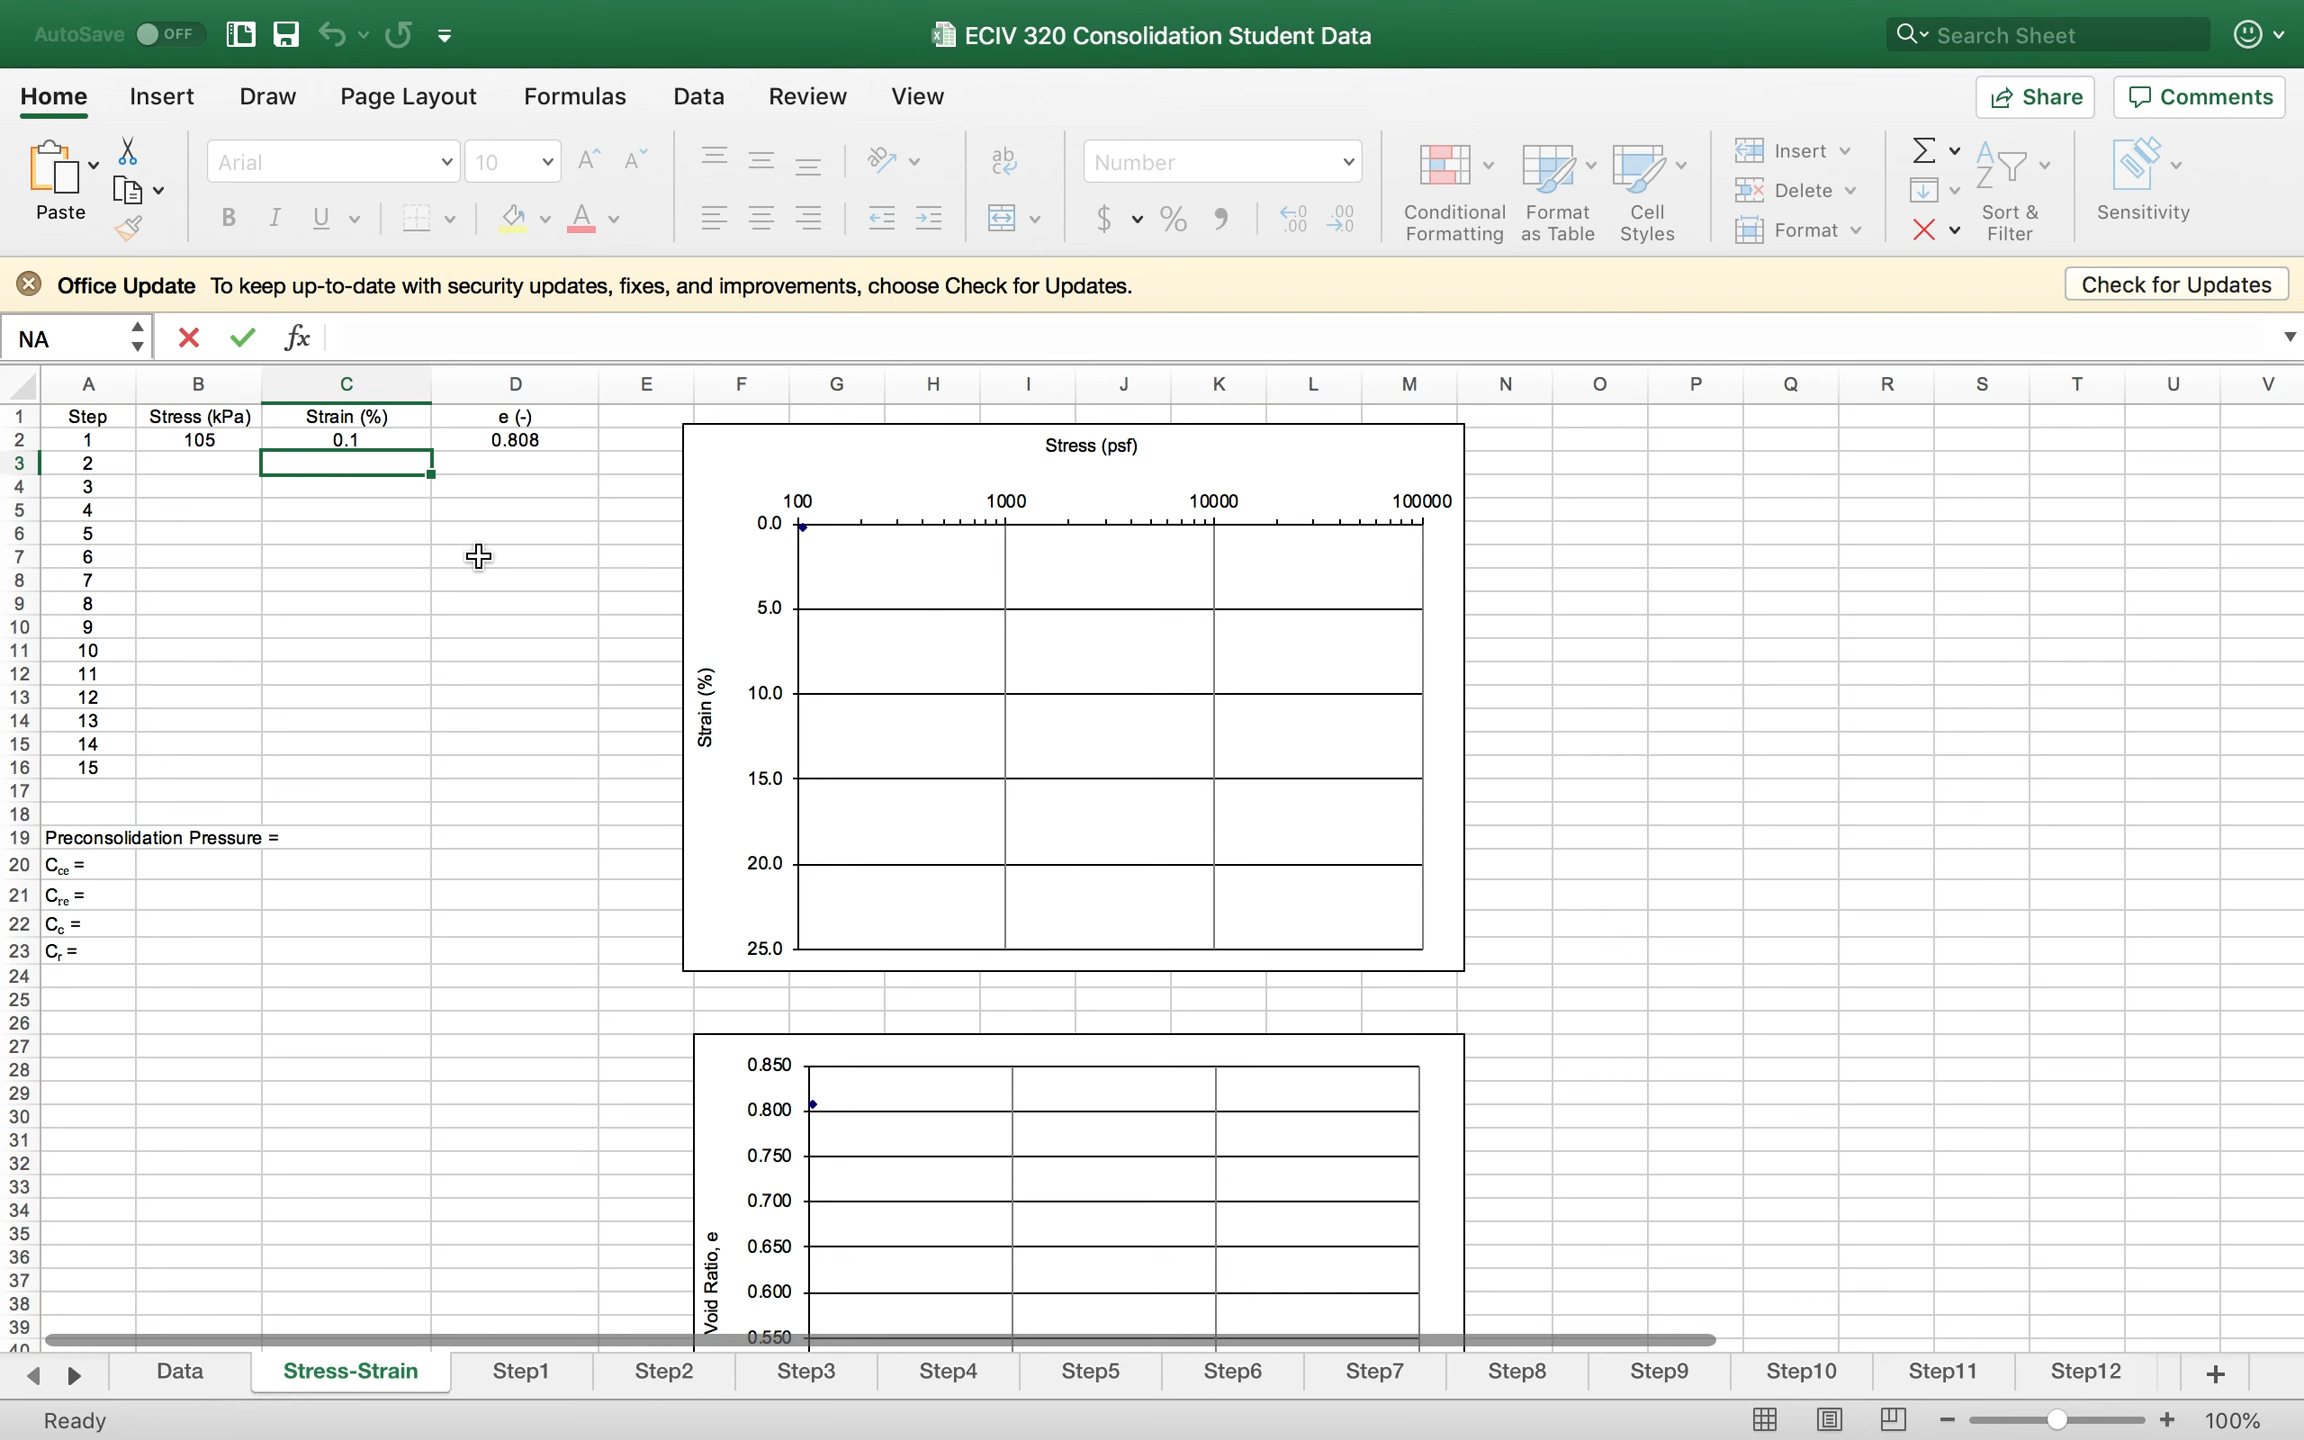 AutoSave OFF
ECIV 320 Consolidation Student Data
Search Sheet
Home Insert Draw Page Layout Formulas Data Review View
Share Comments
Paste
Arial 10
Number
Conditional Formatting
Format as Table
Cell Styles
Insert
Delete
Format
Sort & Filter
Sensitivity
Office Update To keep up-to-date with security updates, fixes, and improvements, choose Check for Updates.
Check for Updates
NA fx
A B C D E F G H I J K L M N O P Q R S T U V
1 Step Stress (kPa) Strain (%) e (-)
2 1 105 0.1 0.808
3 2
4 3
5 4
6 5
7 6
8 7
9 8
10 9
11 10
12 11
13 12
14 13
15 14
16 15
17
18
19 Preconsolidation Pressure =
20 Cce =
21 Cre =
22 Cc =
23 Cr =
24
25
26
27
28
29
30
31
32
33
34
35
36
37
38
39
40
Stress (psf)
100 1000 10000 100000
0.0
5.0
10.0
15.0
20.0
25.0
Strain (%)
0.850
0.800
0.750
0.700
0.650
0.600
0.550
Void Ratio, e
Data Stress-Strain Step1 Step2 Step3 Step4 Step5 Step6 Step7 Step8 Step9 Step10 Step11 Step12
Ready
100%